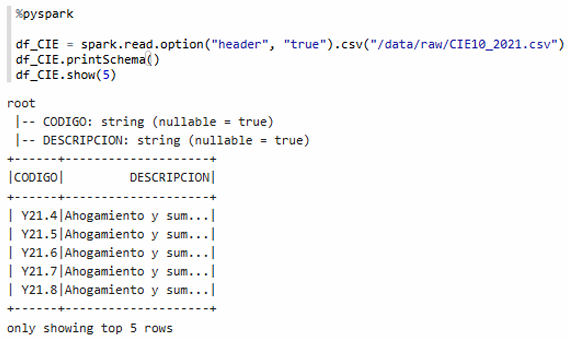 %pyspark
df_CIE = spark.read.option("header", "true").csv("/data/raw/CIE10_2021.csv")
df_CIE.printSchema()
df_CIE.show(5)
root
 |-- CODIGO: string (nullable = true)
 |-- DESCRIPCION: string (nullable = true)
+------+--------------------+
|CODIGO|         DESCRIPCION|
+------+--------------------+
| Y21.4|Ahogamiento y sum...|
| Y21.5|Ahogamiento y sum...|
| Y21.6|Ahogamiento y sum...|
| Y21.7|Ahogamiento y sum...|
| Y21.8|Ahogamiento y sum...|
+------+--------------------+
only showing top 5 rows